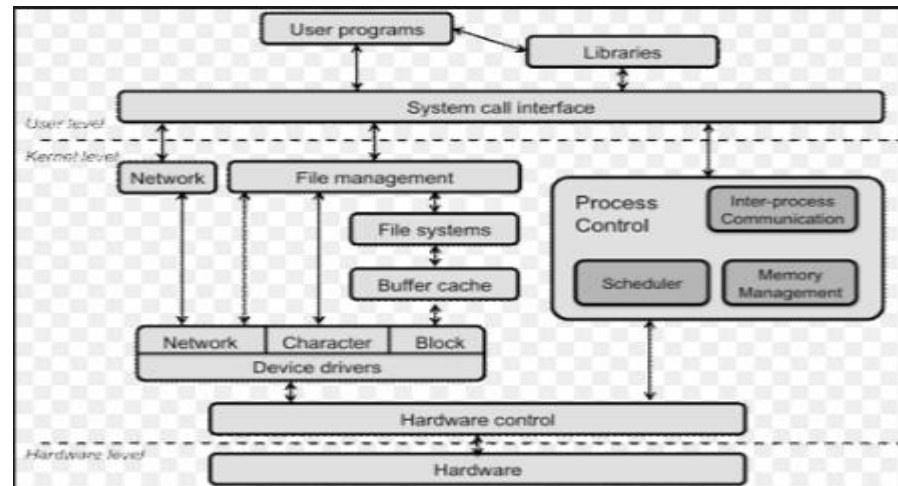 User programs
Libraries
System call interface
User level
Kernel level
Network
File management
File systems
Buffer cache
Process
Control
Inter-process
Communication
Scheduler
Memory
Management
Network Character Block
Device drivers
Hardware control
Hardware level
Hardware